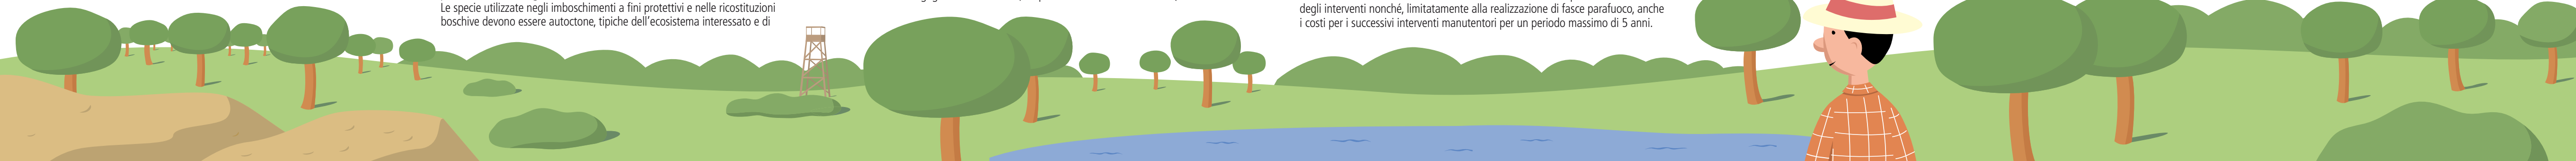 Le specie utilizzate negli imboschimenti a fini protettivi e nelle ricostituzioni
boschive devono essere autoctone, tipiche dell’ecosistema interessato e di
degli interventi nonché, limitatamente alla realizzazione di fasce parafuoco, anche
i costi per i successivi interventi manutentori per un periodo massimo di 5 anni.